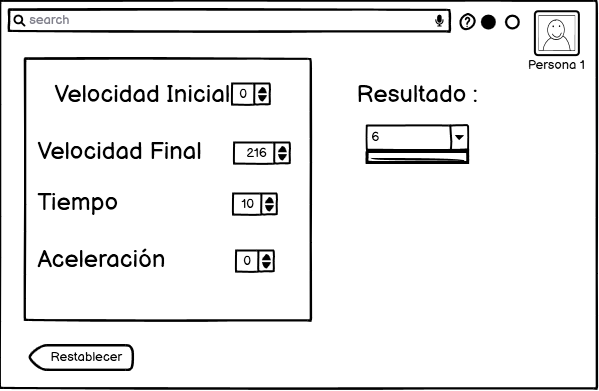 search
?
Persona 1
Velocidad Inicial 0
Resultado :
Velocidad Final 216
6
Tiempo 10
Aceleración 0
Restablecer